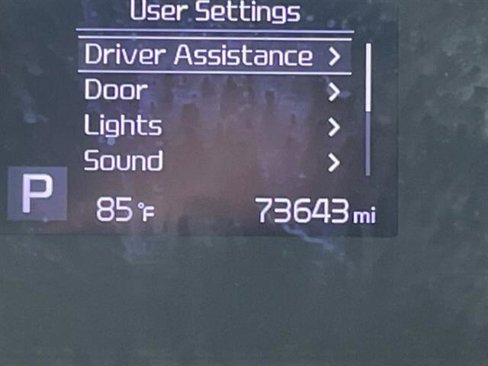 User Settings
Driver Assistance >
Door >
Lights >
Sound >
P
85°F 73643 mi